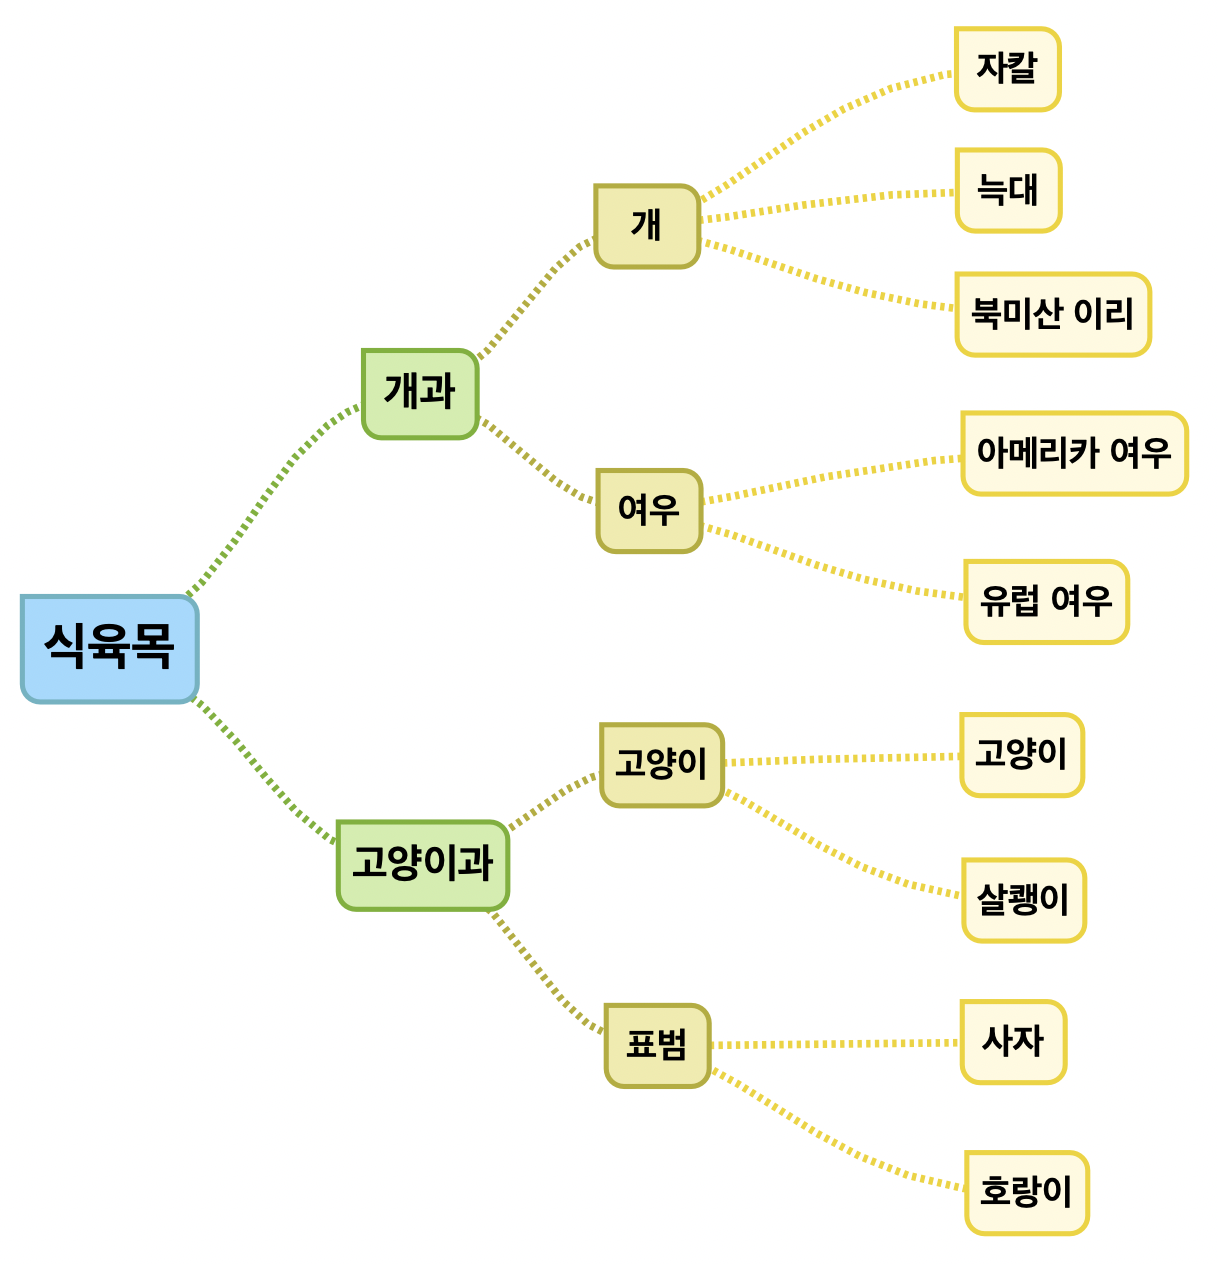 식육목
개과
개
자칼
늑대
북미산 이리
여우
아메리카 여우
유럽 여우
고양이과
고양이
고양이
살쾡이
표범
사자
호랑이